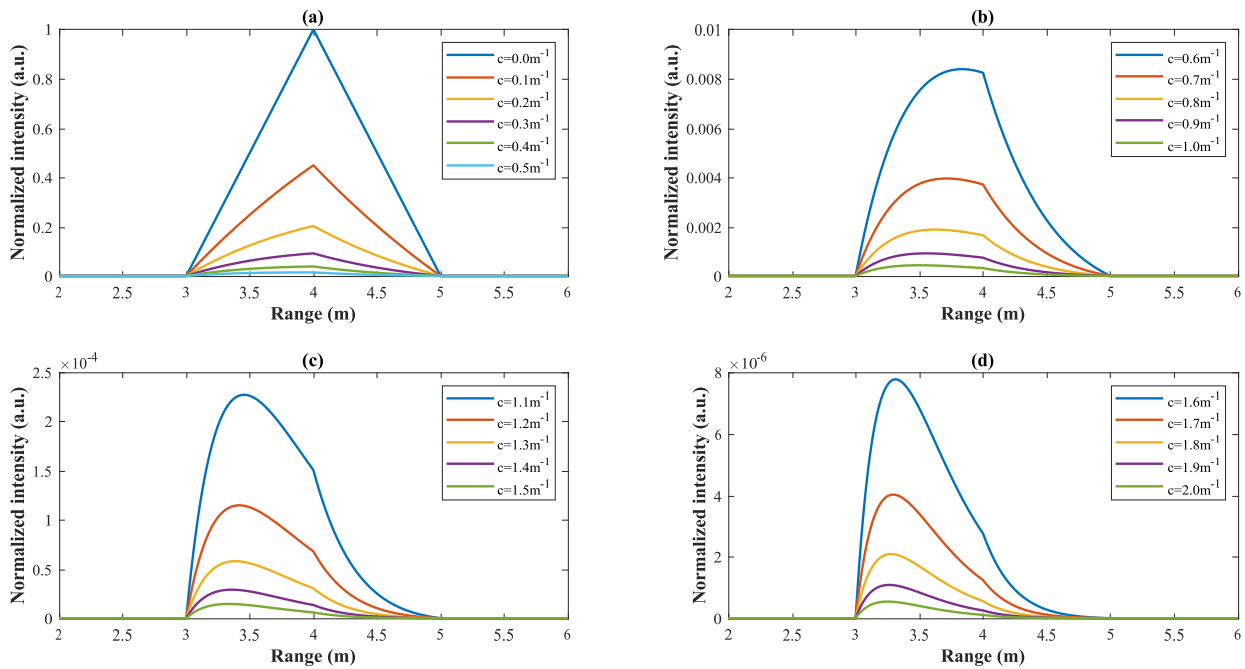 (a)
Normalized intensity (a.u.)
1
0.8
0.6
0.4
0.2
0
2 2.5 3 3.5 4 4.5 5 5.5 6
Range (m)
c=0.0m⁻¹
c=0.1m⁻¹
c=0.2m⁻¹
c=0.3m⁻¹
c=0.4m⁻¹
c=0.5m⁻¹
(b)
Normalized intensity (a.u.)
0.01
0.008
0.006
0.004
0.002
0
2 2.5 3 3.5 4 4.5 5 5.5 6
Range (m)
c=0.6m⁻¹
c=0.7m⁻¹
c=0.8m⁻¹
c=0.9m⁻¹
c=1.0m⁻¹
(c)
×10⁻⁴
Normalized intensity (a.u.)
2.5
2
1.5
1
0.5
0
2 2.5 3 3.5 4 4.5 5 5.5 6
Range (m)
c=1.1m⁻¹
c=1.2m⁻¹
c=1.3m⁻¹
c=1.4m⁻¹
c=1.5m⁻¹
(d)
×10⁻⁶
Normalized intensity (a.u.)
8
6
4
2
0
2 2.5 3 3.5 4 4.5 5 5.5 6
Range (m)
c=1.6m⁻¹
c=1.7m⁻¹
c=1.8m⁻¹
c=1.9m⁻¹
c=2.0m⁻¹